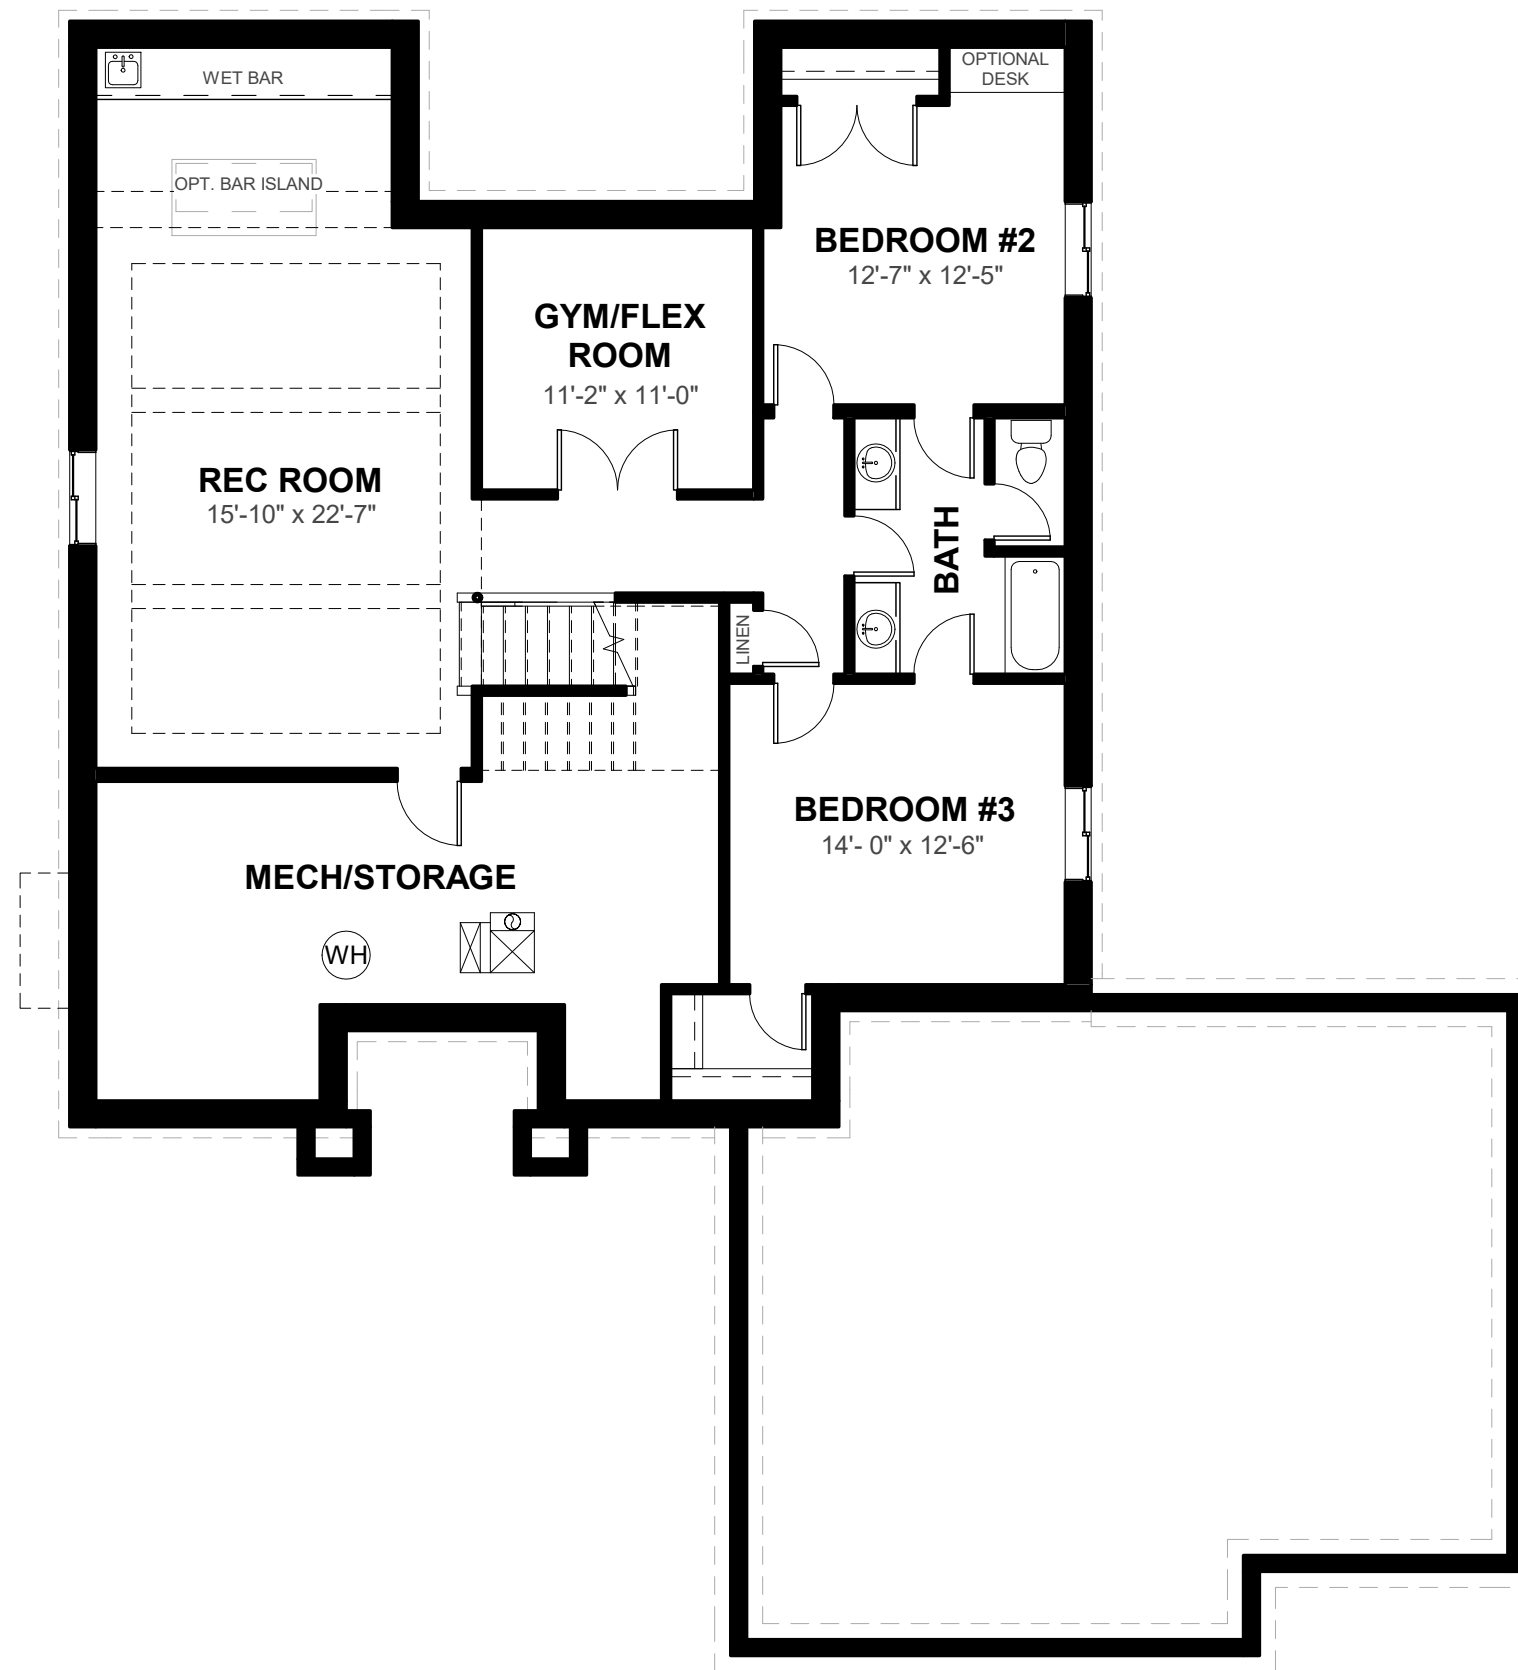 WET BAR
OPTIONAL
DESK
OPT. BAR ISLAND
BEDROOM #2
12'-7" x 12'-5"
GYM/FLEX
ROOM
11'-2" x 11'-0"
REC ROOM
15'-10" x 22'-7"
BATH
LINEN
BEDROOM #3
14'- 0" x 12'-6"
MECH/STORAGE
WH